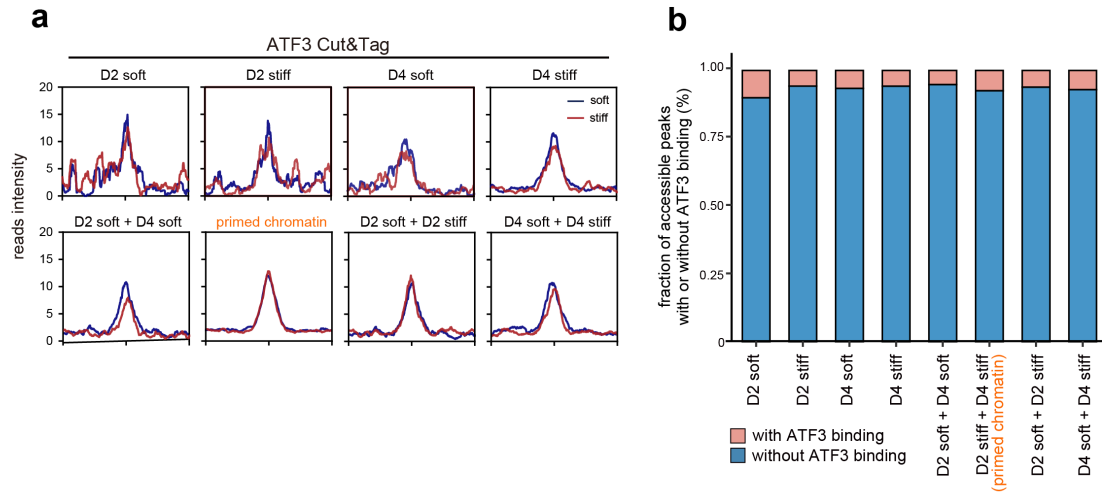 a
ATF3 Cut&Tag
D2 soft D2 stiff D4 soft D4 stiff
20
15
10
5
0
soft
stiff
reads intensity
D2 soft + D4 soft primed chromatin D2 soft + D2 stiff D4 soft + D4 stiff
20
15
10
5
0
b
fraction of accessible peaks
with or without ATF3 binding (%)
1.00
0.75
0.50
0.25
0
D2 soft
D2 stiff
D4 soft
D4 stiff
D2 soft + D4 soft
D2 stiff + D4 stiff
(primed chromatin)
D2 soft + D2 stiff
D4 soft + D4 stiff
with ATF3 binding
without ATF3 binding